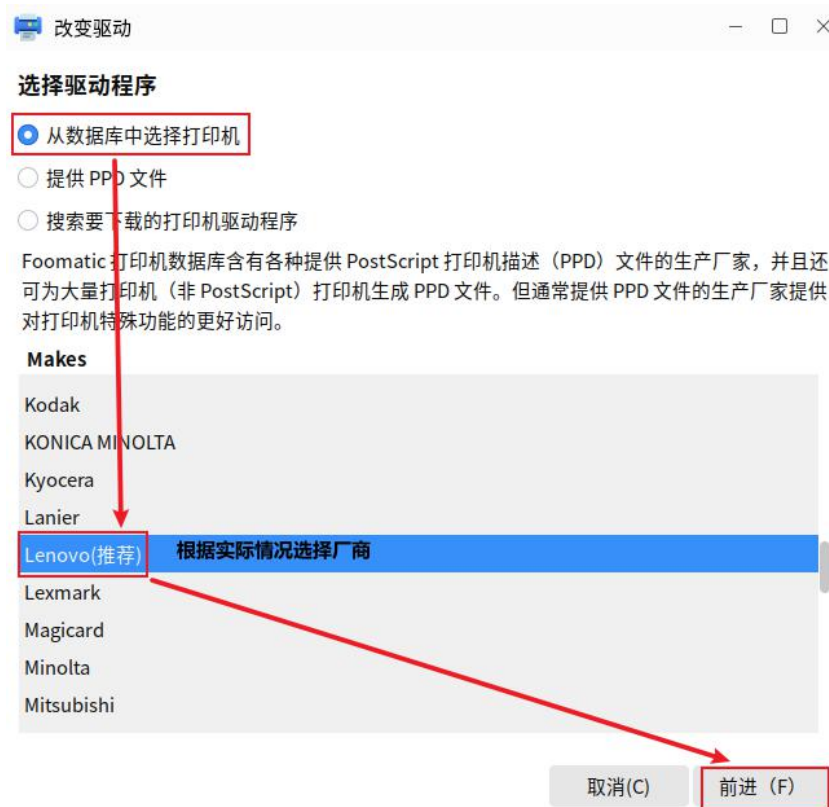 改变驱动
选择驱动程序
从数据库中选择打印机
提供 PPD 文件
搜索要下载的打印机驱动程序
Foomatic 打印机数据库含有各种提供 PostScript 打印机描述（PPD）文件的生产厂家，并且还
可为大量打印机（非 PostScript）打印机生成 PPD 文件。但通常提供 PPD 文件的生产厂家提供
对打印机特殊功能的更好访问。
Makes
Kodak
KONICA MINOLTA
Kyocera
Lanier
Lenovo(推荐) 根据实际情况选择厂商
Lexmark
Magicard
Minolta
Mitsubishi
取消(C) 前进（F）